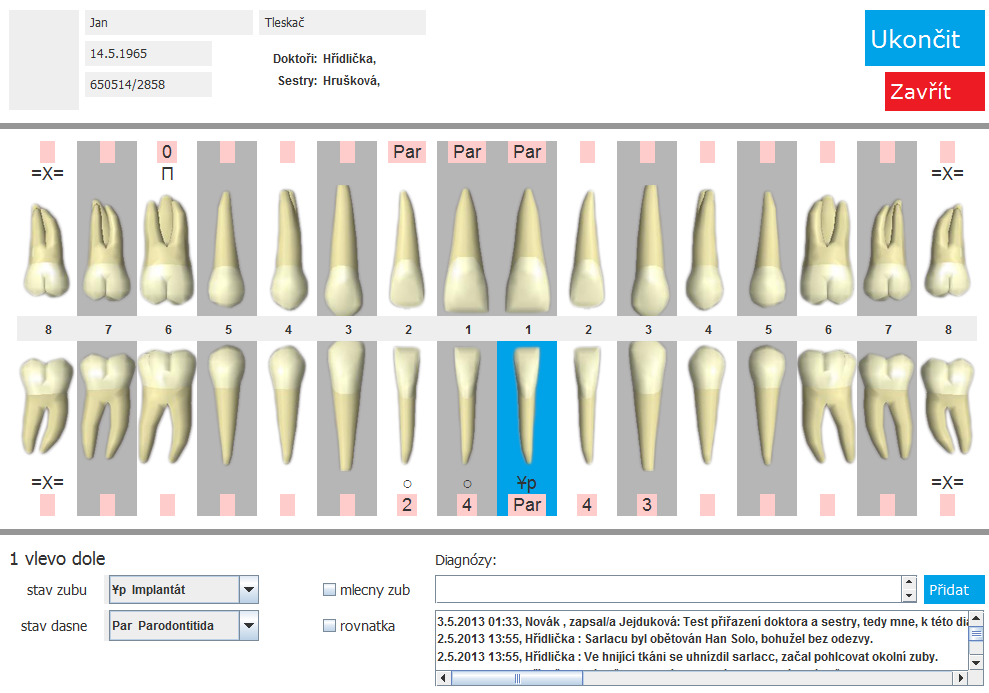 Jan Tleskač
Ukončit
14.5.1965
Doktoři: Hřídlička,
650514/2858
Sestry: Hrušková,
Zavřít
0 Par Par Par
=X= Π =X=
8 7 6 5 4 3 2 1 1 2 3 4 5 6 7 8
=X= ○ ○ ¥p =X=
2 4 Par 4 3
1 vlevo dole
Diagnózy:
stav zubu ¥p Implantát mlecny zub
Přidat
stav dasne Par Parodontitida rovnatka
3.5.2013 01:33, Novák , zapsal/a Jejduková: Test přiřazení doktora a sestry, tedy mne, k této
2.5.2013 13:55, Hřídlička : Sarlacu byl obětován Han Solo, bohužel bez odezvy.
2.5.2013 13:55, Hřídlička : Ve hnijící tkáni se uhnízdil sarlacc, začal pohlcovat okolní zuby.